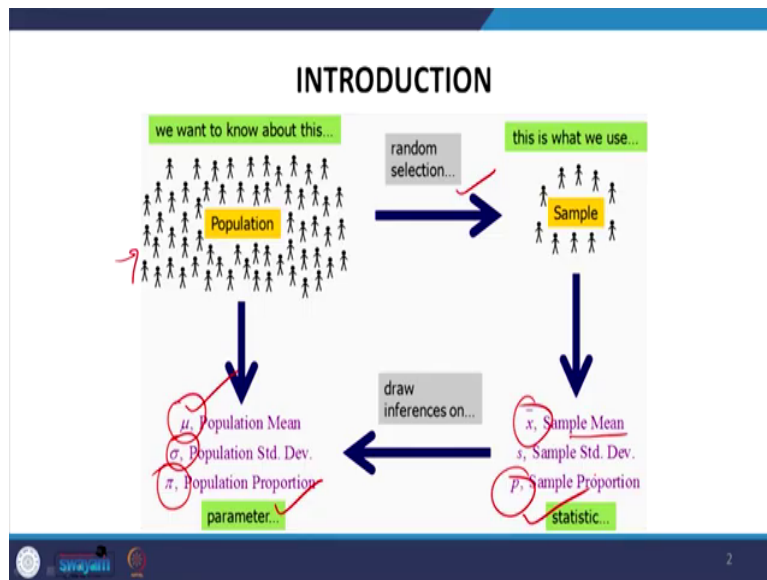 INTRODUCTION
we want to know about this...
random
selection...
this is what we use...
Population
Sample
draw
inferences on...
μ, Population Mean
σ, Population Std. Dev.
π, Population Proportion
parameter...
x̄, Sample Mean
s, Sample Std. Dev.
p, Sample Proportion
statistic...
swayam
2